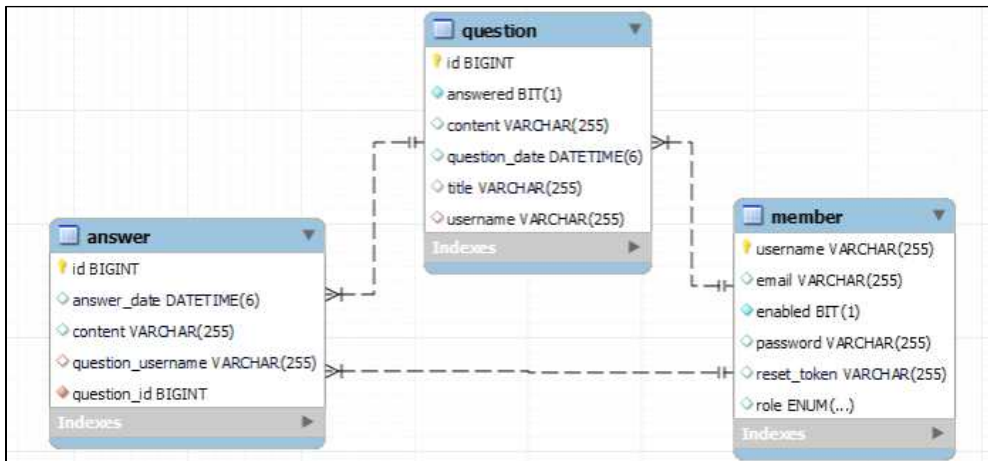 question
id BIGINT
answered BIT(1)
content VARCHAR(255)
question_date DATETIME(6)
title VARCHAR(255)
username VARCHAR(255)
Indexes
answer
id BIGINT
answer_date DATETIME(6)
content VARCHAR(255)
question_username VARCHAR(255)
question_id BIGINT
Indexes
member
username VARCHAR(255)
email VARCHAR(255)
enabled BIT(1)
password VARCHAR(255)
reset_token VARCHAR(255)
role ENUM(...)
Indexes